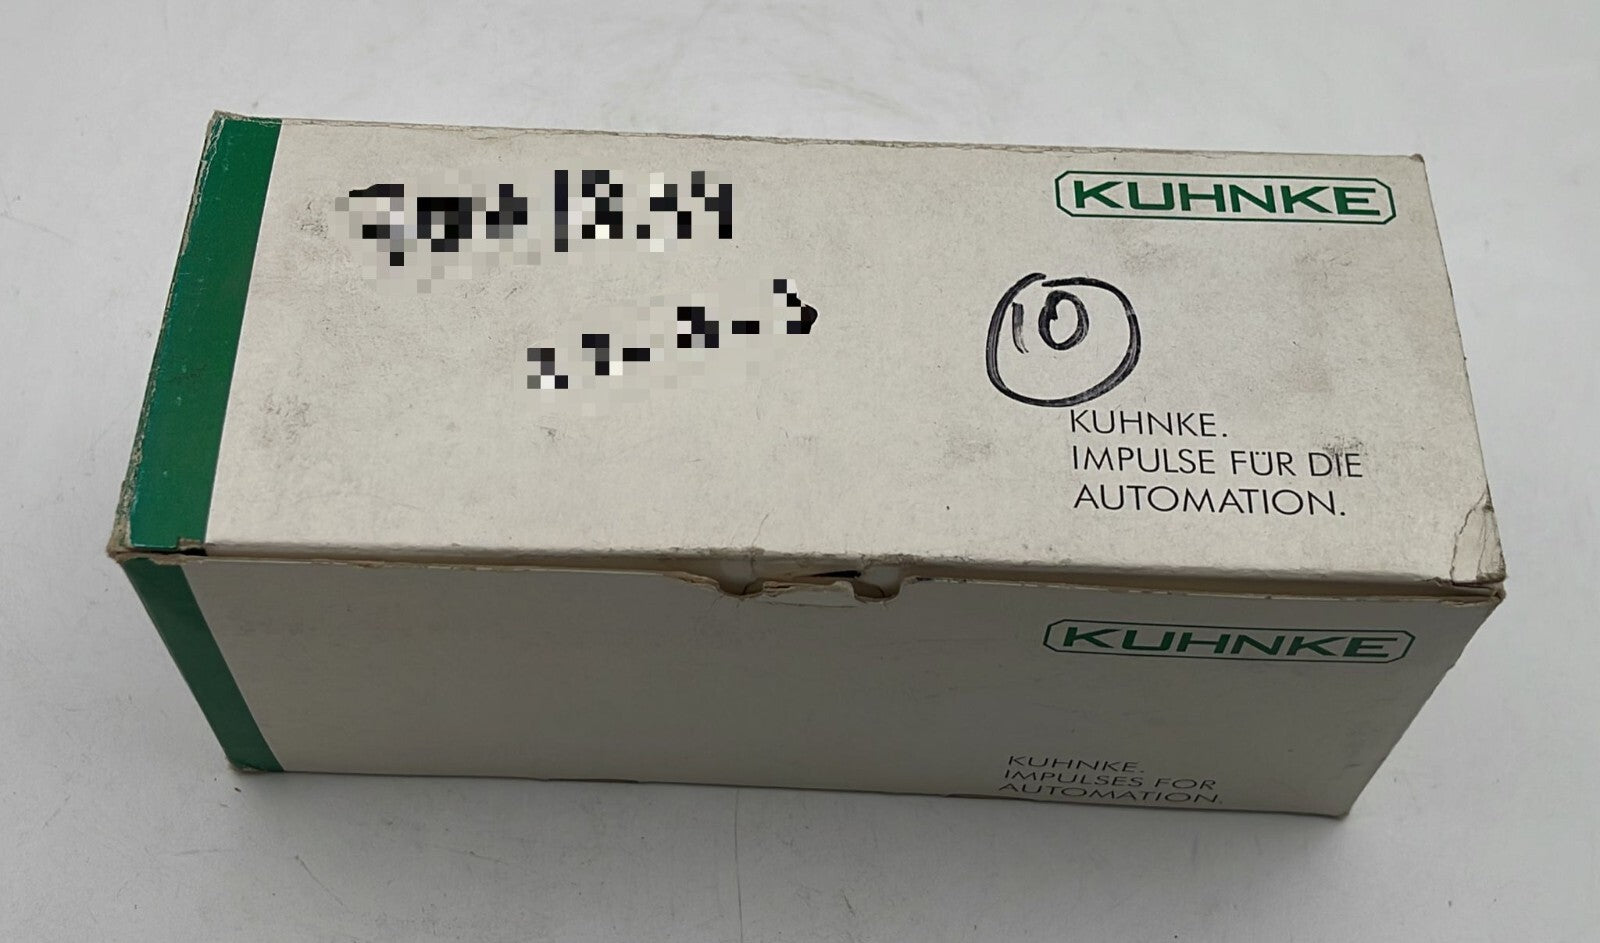 KUHNKE
10
KUHNKE.
IMPULSE FÜR DIE
AUTOMATION.
KUHNKE
KUHNKE.
IMPULSES FOR
AUTOMATION.